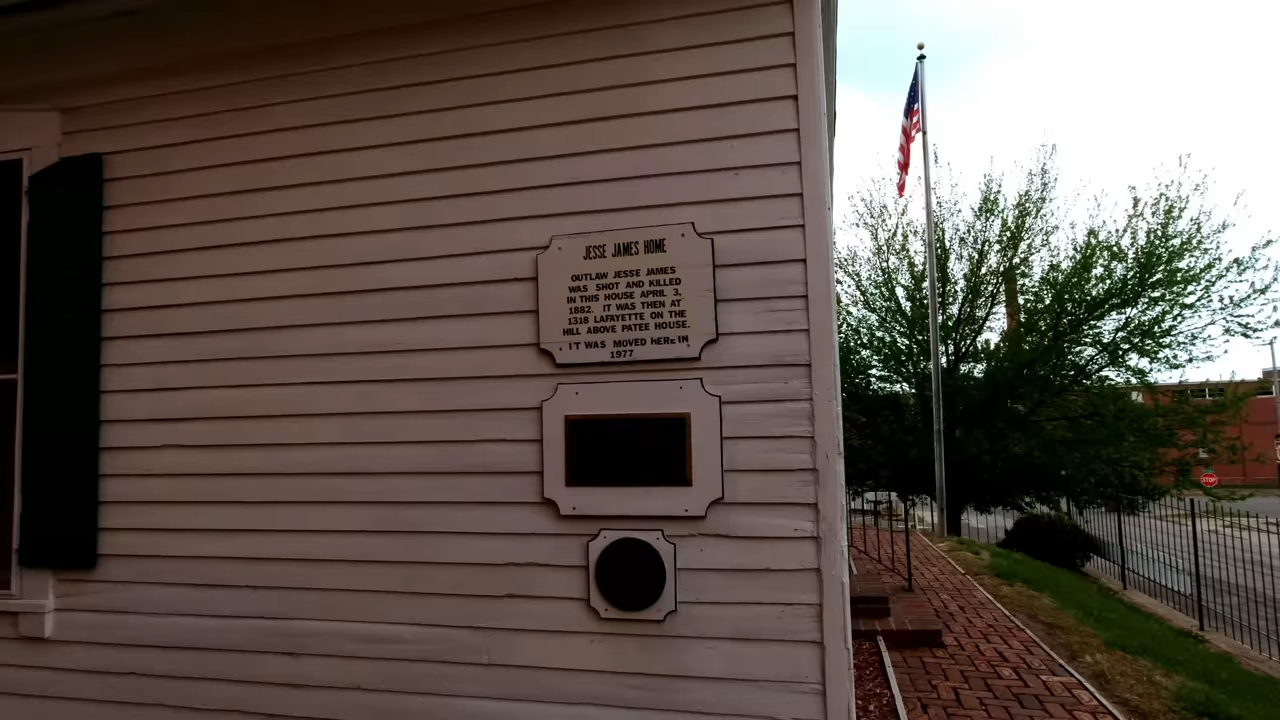 JESSE JAMES HOME
OUTLAW JESSE JAMES
WAS SHOT AND KILLED
IN THIS HOUSE APRIL 3,
1882. IT WAS THEN AT
1318 LAFAYETTE ON THE
HILL ABOVE PATEE HOUSE.
IT WAS MOVED HERE IN
1977
STOP